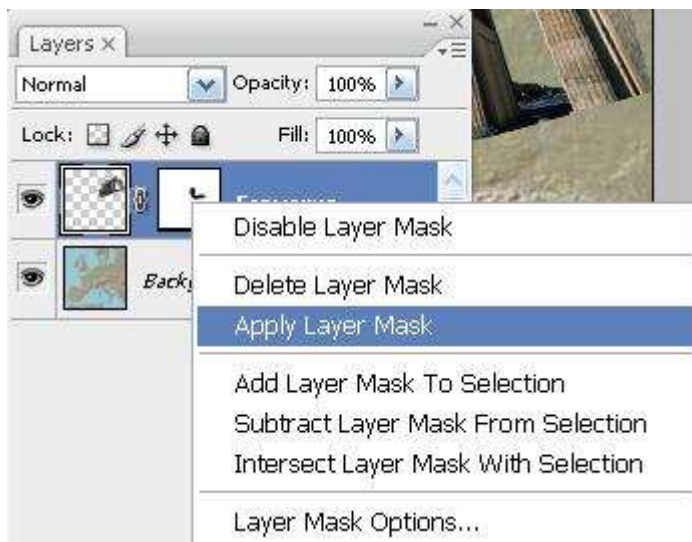 Layers ×
Normal Opacity: 100%
Lock: Fill: 100%
Disable Layer Mask
Delete Layer Mask
Apply Layer Mask
Add Layer Mask To Selection
Subtract Layer Mask From Selection
Intersect Layer Mask With Selection
Layer Mask Options...